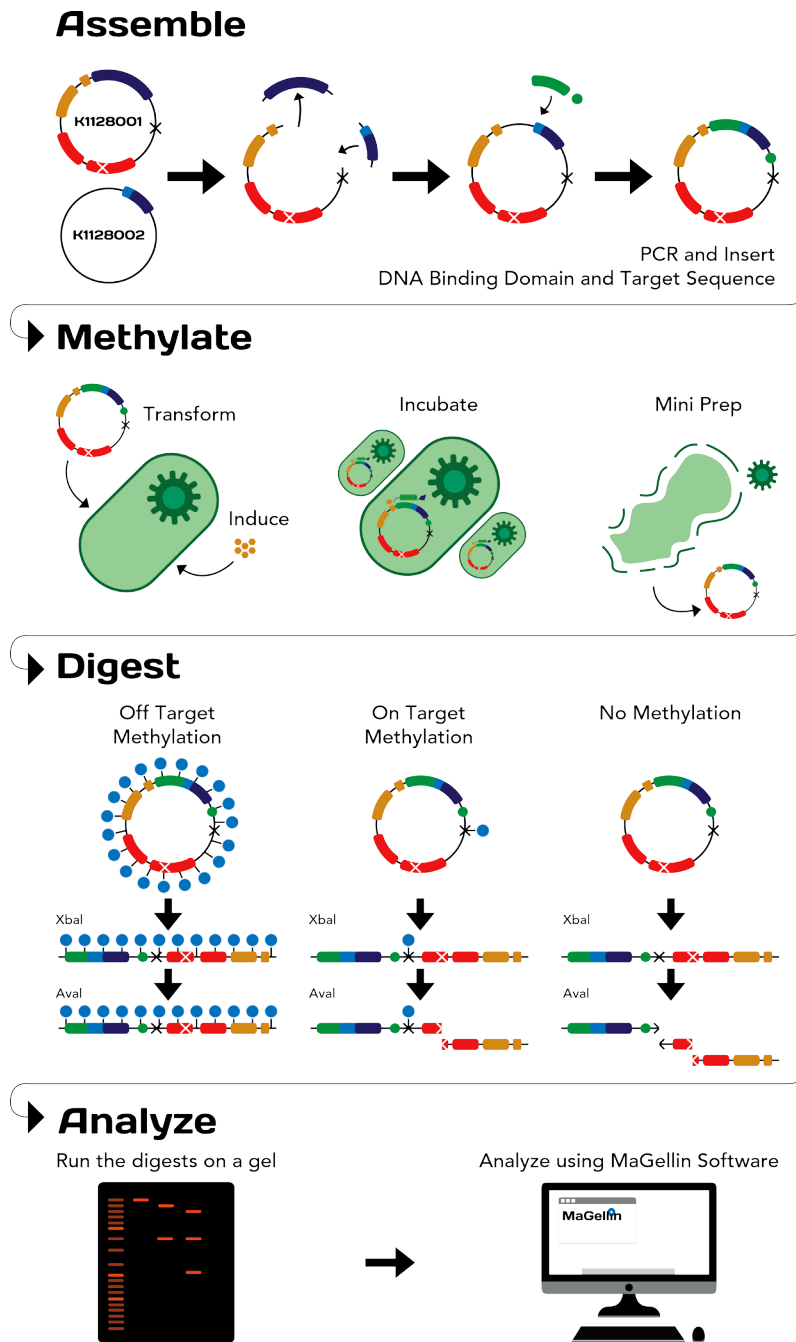 Assemble
K1128001
K1128002
PCR and Insert
DNA Binding Domain and Target Sequence
Methylate
Transform
Induce
Incubate
Mini Prep
Digest
Off Target
Methylation
On Target
Methylation
No Methylation
XbaI
XbaI
XbaI
AvaI
AvaI
AvaI
Analyze
Run the digests on a gel
Analyze using MaGellin Software
MaGellin